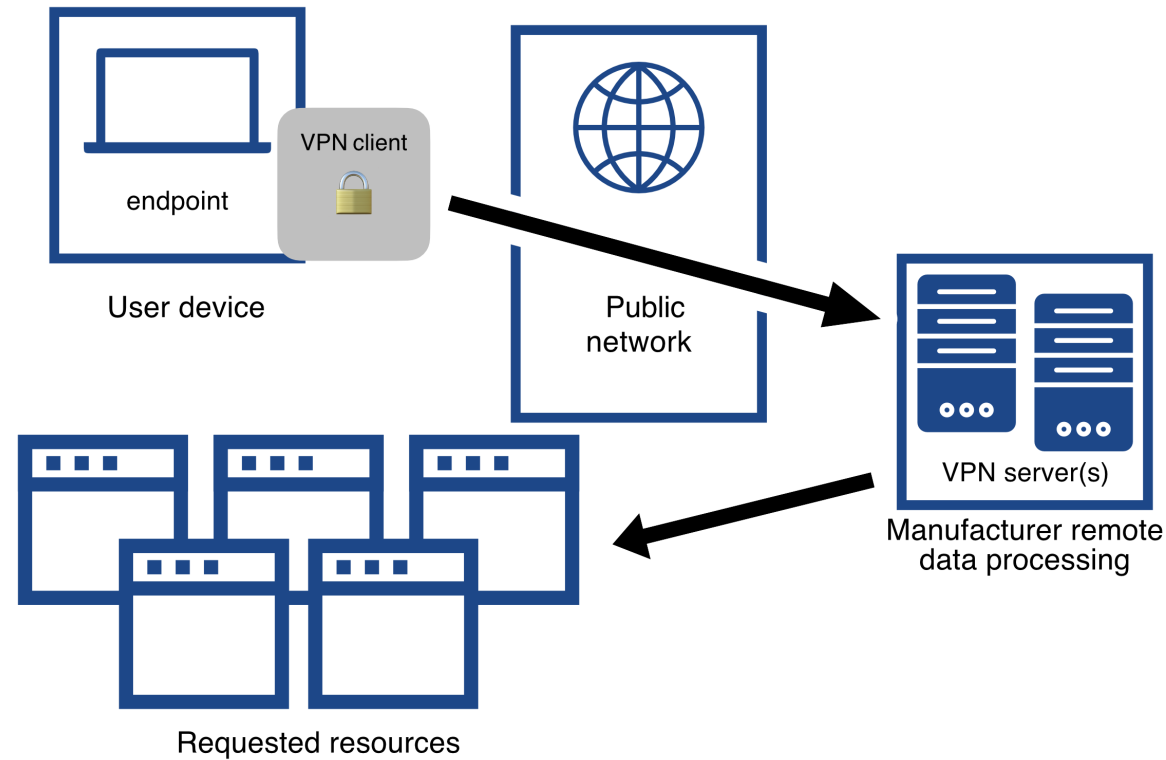 VPN client
endpoint
User device
Public
network
VPN server(s)
Manufacturer remote
data processing
Requested resources